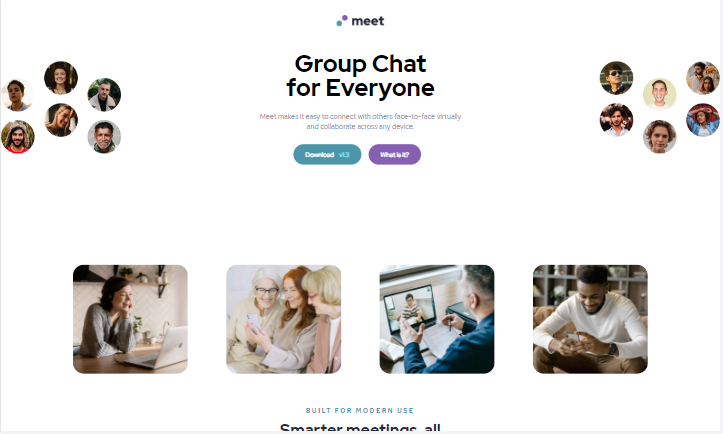 meet
Group Chat
for Everyone
Meet makes it easy to connect with others face-to-face virtually
and collaborate across any device.
Download v1.3
What is it?
BUILT FOR MODERN USE
Smarter meetings, all